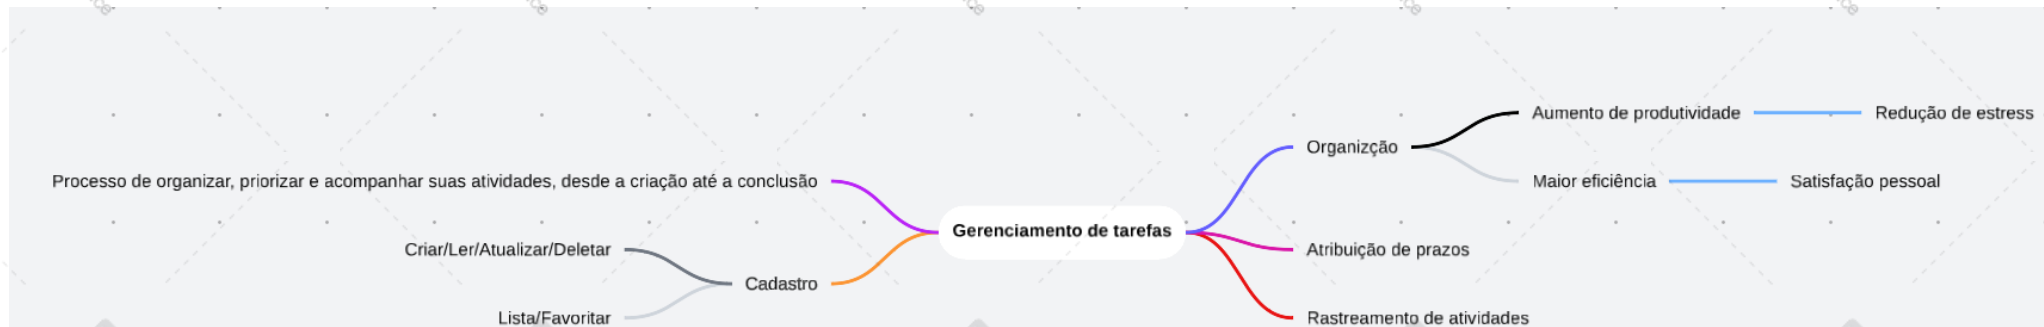 Aumento de produtividade
Redução de estress
Organizção
Processo de organizar, priorizar e acompanhar suas atividades, desde a criação até a conclusão
Maior eficiência
Satisfação pessoal
Gerenciamento de tarefas
Criar/Ler/Atualizar/Deletar
Atribuição de prazos
Cadastro
Lista/Favoritar
Rastreamento de atividades